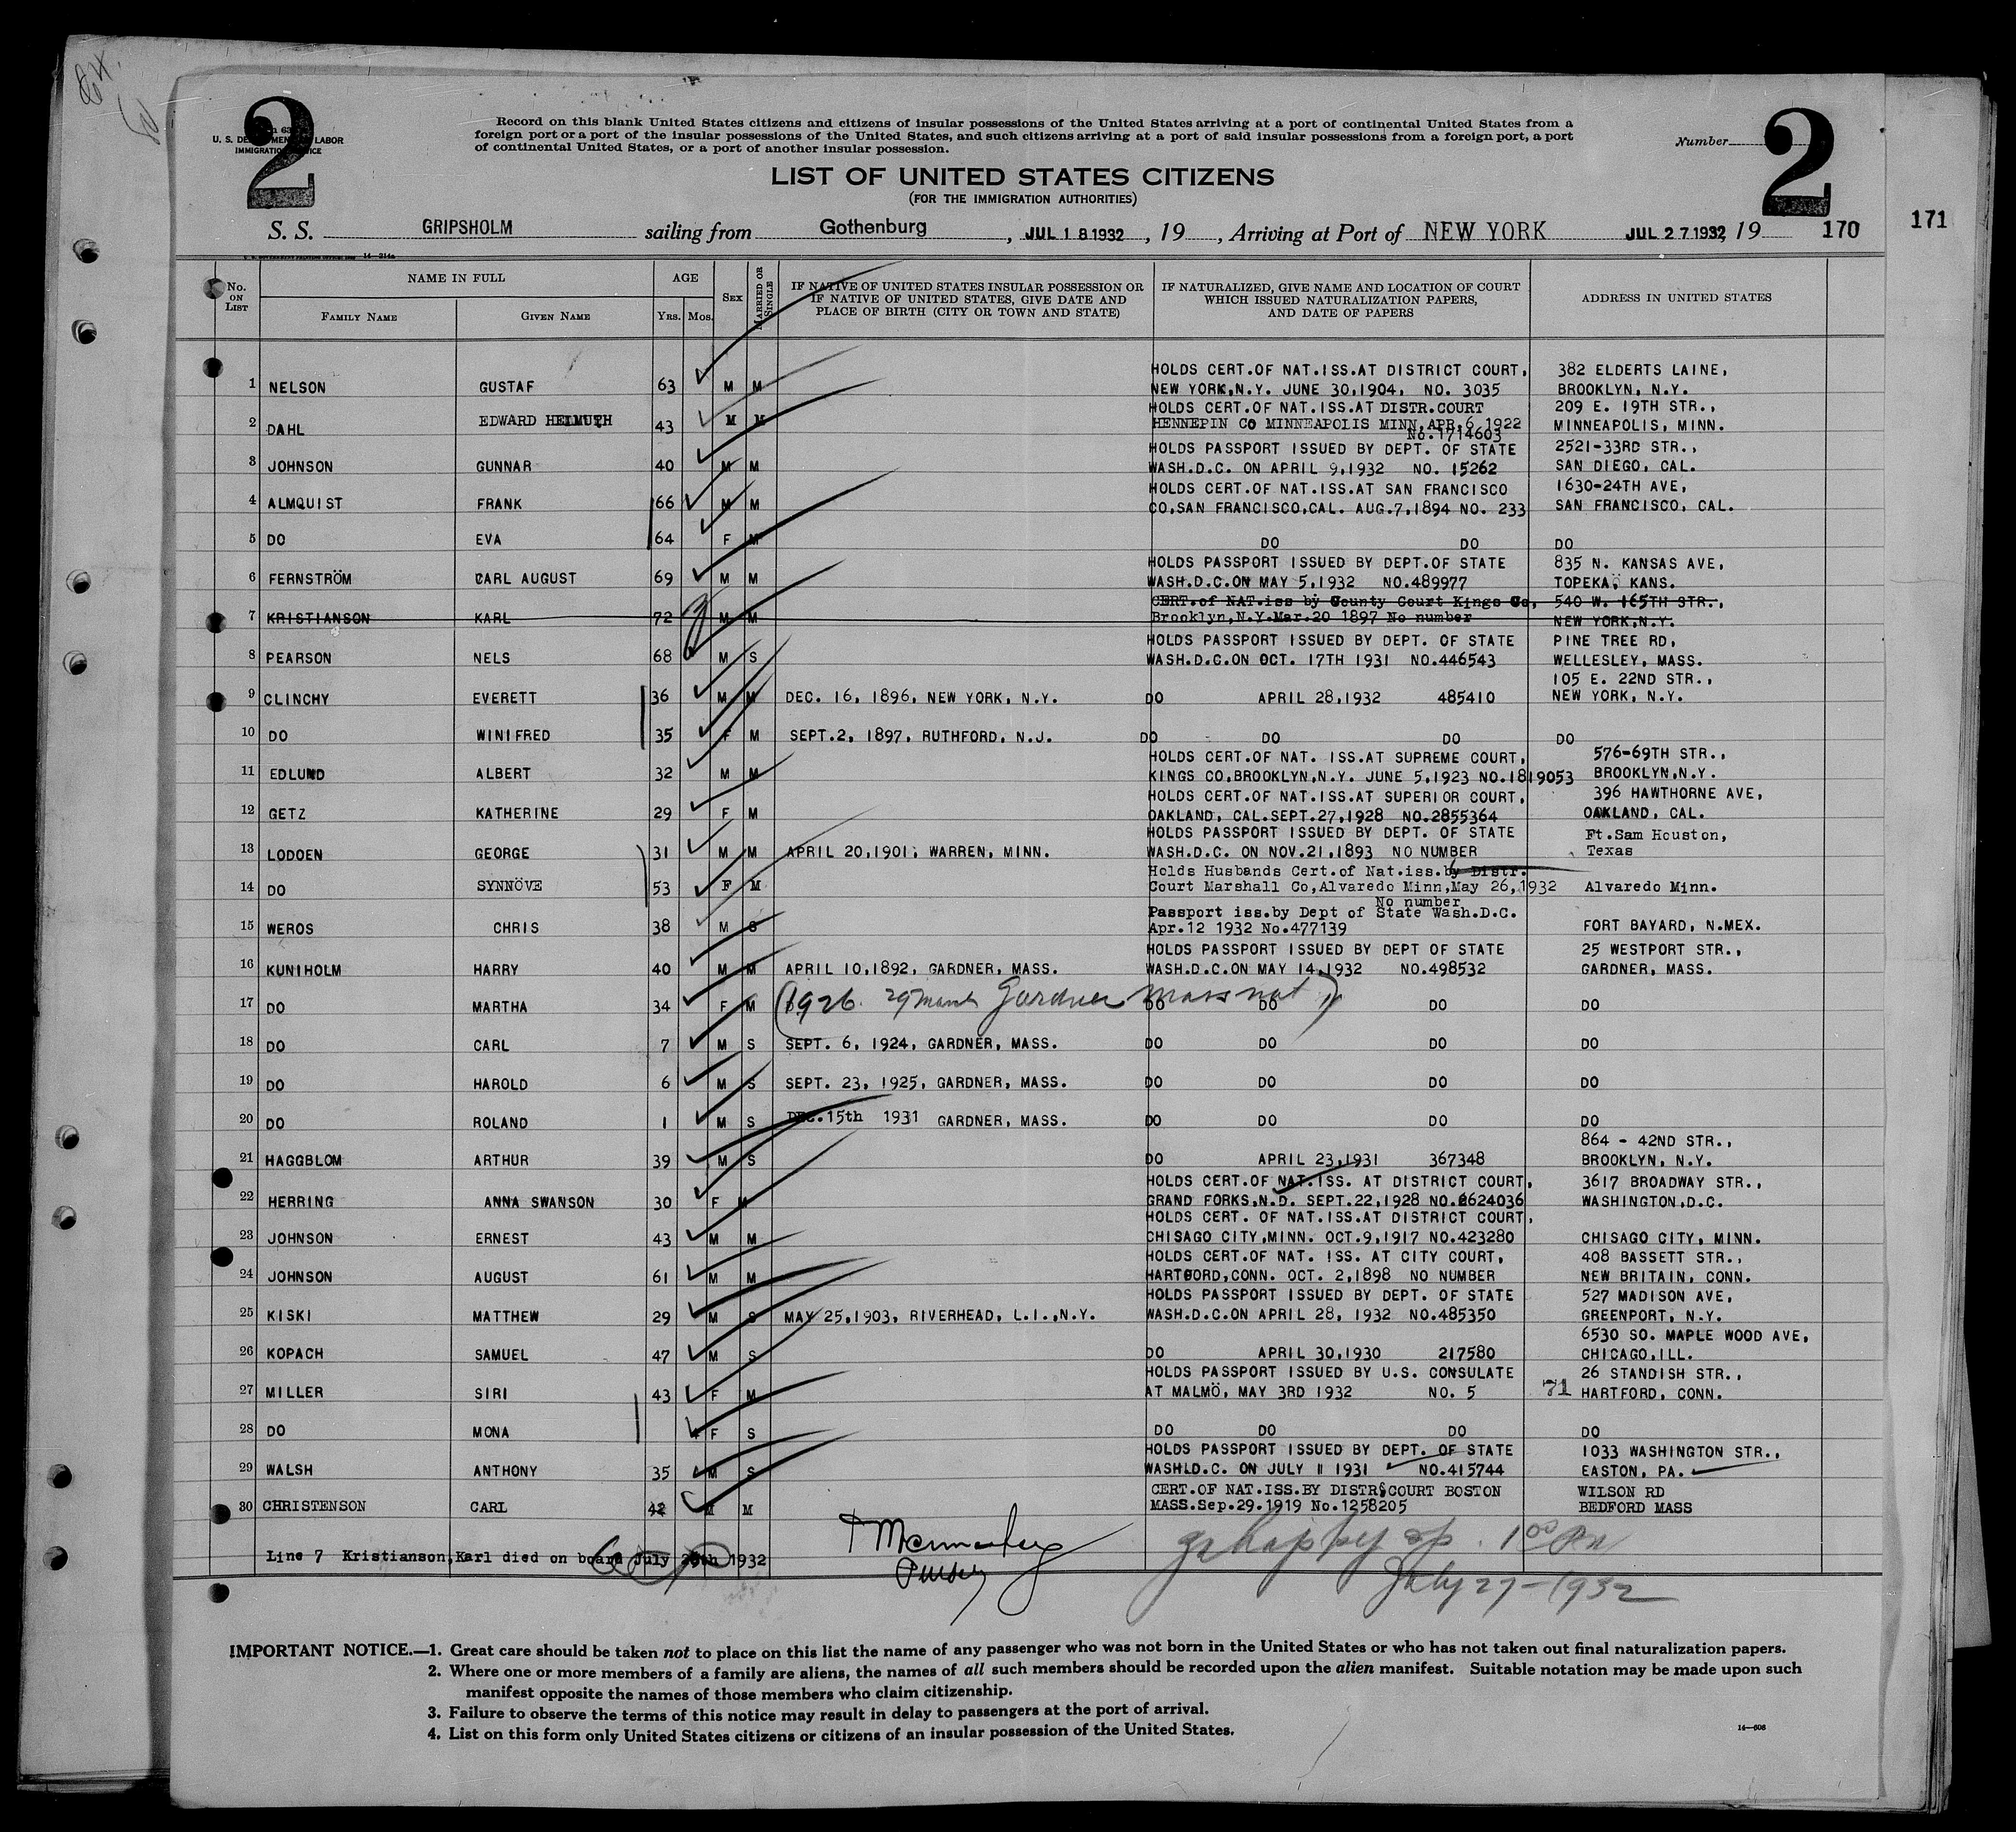 2
2
U. S. DEPARTMENT OF LABOR
IMMIGRATION SERVICE
Record on this blank United States citizens and citizens of insular possessions of the United States arriving at a port of continental United States from a
foreign port or a port of the insular possessions of the United States, and such citizens arriving at a port of said insular possessions from a foreign port, a port
of continental United States, or a port of another insular possession.
Number
LIST OF UNITED STATES CITIZENS
(FOR THE IMMIGRATION AUTHORITIES)
S. S. GRIPSHOLM sailing from Gothenburg, JUL 18 1932, 19 , Arriving at Port of NEW YORK JUL 27 1932, 19 170 171
No. ON LIST
NAME IN FULL
FAMILY NAME
GIVEN NAME
AGE
Yrs. Mos.
SEX
MARRIED OR SINGLE
IF NATIVE OF UNITED STATES INSULAR POSSESSION OR
IF NATIVE OF UNITED STATES, GIVE DATE AND
PLACE OF BIRTH (CITY OR TOWN AND STATE)
IF NATURALIZED, GIVE NAME AND LOCATION OF COURT
WHICH ISSUED NATURALIZATION PAPERS,
AND DATE OF PAPERS
ADDRESS IN UNITED STATES
HOLDS CERT.OF NAT.ISS.AT DISTRICT COURT, 382 ELDERTS LAINE,
1 NELSON GUSTAF 63 M M NEW YORK,N.Y. JUNE 30,1904, NO. 3035 BROOKLYN, N.Y.
HOLDS CERT.OF NAT.ISS.AT DISTR.COURT 209 E. 19TH STR.,
2 DAHL EDWARD HELMUTH 43 M M HENNEPIN CO MINNEAPOLIS MINN,APR,6,1922 MINNEAPOLIS, MINN.
No.1714603
HOLDS PASSPORT ISSUED BY DEPT. OF STATE 2521-33RD STR.,
3 JOHNSON GUNNAR 40 M M WASH.D.C. ON APRIL 9,1932 NO. 15262 SAN DIEGO, CAL.
HOLDS CERT.OF NAT.ISS.AT SAN FRANCISCO 1630-24TH AVE,
4 ALMQUIST FRANK 66 M M CO,SAN FRANCISCO,CAL. AUG.7,1894 NO. 233 SAN FRANCISCO, CAL.
5 DO EVA 64 F M DO DO DO
HOLDS PASSPORT ISSUED BY DEPT.OF STATE 835 N. KANSAS AVE,
6 FERNSTRÖM CARL AUGUST 69 M M WASH.D.C.ON MAY 5,1932 NO.489977 TOPEKA, KANS.
CERT.of NAT.iss by County Court Kings Co, 540 W. 165TH STR.,
7 KRISTIANSON KARL 72 M M Brooklyn,N.Y.Mar.20 1897 No number NEW YORK,N.Y.
HOLDS PASSPORT ISSUED BY DEPT. OF STATE PINE TREE RD,
8 PEARSON NELS 68 M S WASH.D.C.ON OCT. 17TH 1931 NO.446543 WELLESLEY, MASS.
105 E. 22ND STR.,
9 CLINCHY EVERETT 36 M M DEC. 16, 1896, NEW YORK, N.Y. DO APRIL 28,1932 485410 NEW YORK, N.Y.
10 DO WINIFRED 35 F M SEPT.2, 1897, RUTHFORD, N.J. DO DO DO DO
HOLDS CERT.OF NAT. ISS.AT SUPREME COURT, 576-69TH STR.,
11 EDLUND ALBERT 32 M M KINGS CO,BROOKLYN,N.Y. JUNE 5,1923 NO.1819053 BROOKLYN,N.Y.
HOLDS CERT.OF NAT.ISS.AT SUPERIOR COURT, 396 HAWTHORNE AVE,
12 GETZ KATHERINE 29 F M OAKLAND, CAL.SEPT.27,1928 NO.2855364 OAKLAND, CAL.
HOLDS PASSPORT ISSUED BY DEPT. OF STATE Ft.Sam Houston,
13 LODOEN GEORGE 31 M M APRIL 20,1901, WARREN, MINN. WASH.D.C. ON NOV.21,1893 NO NUMBER Texas
Holds Husbands Cert.of Nat.iss.by Distr.
14 DO SYNNÖVE 53 F M Court Marshall Co,Alvaredo Minn,May 26,1932 Alvaredo Minn.
No number
Passport iss.by Dept of State Wash.D.C.
15 WEROS CHRIS 38 M S Apr.12 1932 No.477139 FORT BAYARD, N.MEX.
HOLDS PASSPORT ISSUED BY DEPT OF STATE 25 WESTPORT STR.,
16 KUNIHOLM HARRY 40 M M APRIL 10,1892, GARDNER, MASS. WASH.D.C.ON MAY 14,1932 NO.498532 GARDNER, MASS.
17 DO MARTHA 34 F M (1926. 29 March Gardner Mass nat) DO DO DO DO
18 DO CARL 7 M S SEPT. 6, 1924, GARDNER, MASS. DO DO DO DO
19 DO HAROLD 6 M S SEPT. 23, 1925, GARDNER, MASS. DO DO DO DO
20 DO ROLAND 1 M S DEC.15th 1931 GARDNER, MASS. DO DO DO DO
864 - 42ND STR.,
21 HAGGBLOM ARTHUR 39 M S DO APRIL 23,1931 367348 BROOKLYN, N.Y.
HOLDS CERT.OF NAT.ISS. AT DISTRICT COURT, 3617 BROADWAY STR.,
22 HERRING ANNA SWANSON 30 F M GRAND FORKS,N.D. SEPT.22,1928 NO.2624036 WASHINGTON,D.C.
HOLDS CERT. OF NAT.ISS.AT DISTRICT COURT,
23 JOHNSON ERNEST 43 M M CHISAGO CITY,MINN. OCT.9,1917 NO.423280 CHISAGO CITY, MINN.
HOLDS CERT.OF NAT. ISS. AT CITY COURT, 408 BASSETT STR.,
24 JOHNSON AUGUST 61 M M HARTFORD,CONN. OCT. 2,1898 NO NUMBER NEW BRITAIN, CONN.
HOLDS PASSPORT ISSUED BY DEPT. OF STATE 527 MADISON AVE,
25 KISKI MATTHEW 29 M S MAY 25,1903, RIVERHEAD, L.I.,N.Y. WASH.D.C.ON APRIL 28, 1932 NO.485350 GREENPORT, N.Y.
6530 SO. MAPLE WOOD AVE,
26 KOPACH SAMUEL 47 M S DO APRIL 30,1930 217580 CHICAGO,ILL.
HOLDS PASSPORT ISSUED BY U.S. CONSULATE 26 STANDISH STR.,
27 MILLER SIRI 43 F M AT MALMÖ, MAY 3RD 1932 NO. 5 71 HARTFORD, CONN.
28 DO MONA F S DO DO DO DO
HOLDS PASSPORT ISSUED BY DEPT. OF STATE 1033 WASHINGTON STR.,
29 WALSH ANTHONY 35 M S WASH.D.C. ON JULY 11 1931 NO.415744 EASTON, PA.
CERT.OF NAT.ISS.BY DISTR.COURT BOSTON WILSON RD
30 CHRISTENSON CARL 42 M M MASS.Sep.29.1919 No.1258205 BEDFORD MASS
Line 7 Kristianson,Karl died on board July 1932
Purser
July 27-1932
IMPORTANT NOTICE.—1. Great care should be taken not to place on this list the name of any passenger who was not born in the United States or who has not taken out final naturalization papers.
2. Where one or more members of a family are aliens, the names of all such members should be recorded upon the alien manifest. Suitable notation may be made upon such
manifest opposite the names of those members who claim citizenship.
3. Failure to observe the terms of this notice may result in delay to passengers at the port of arrival.
4. List on this form only United States citizens or citizens of an insular possession of the United States.
14—608